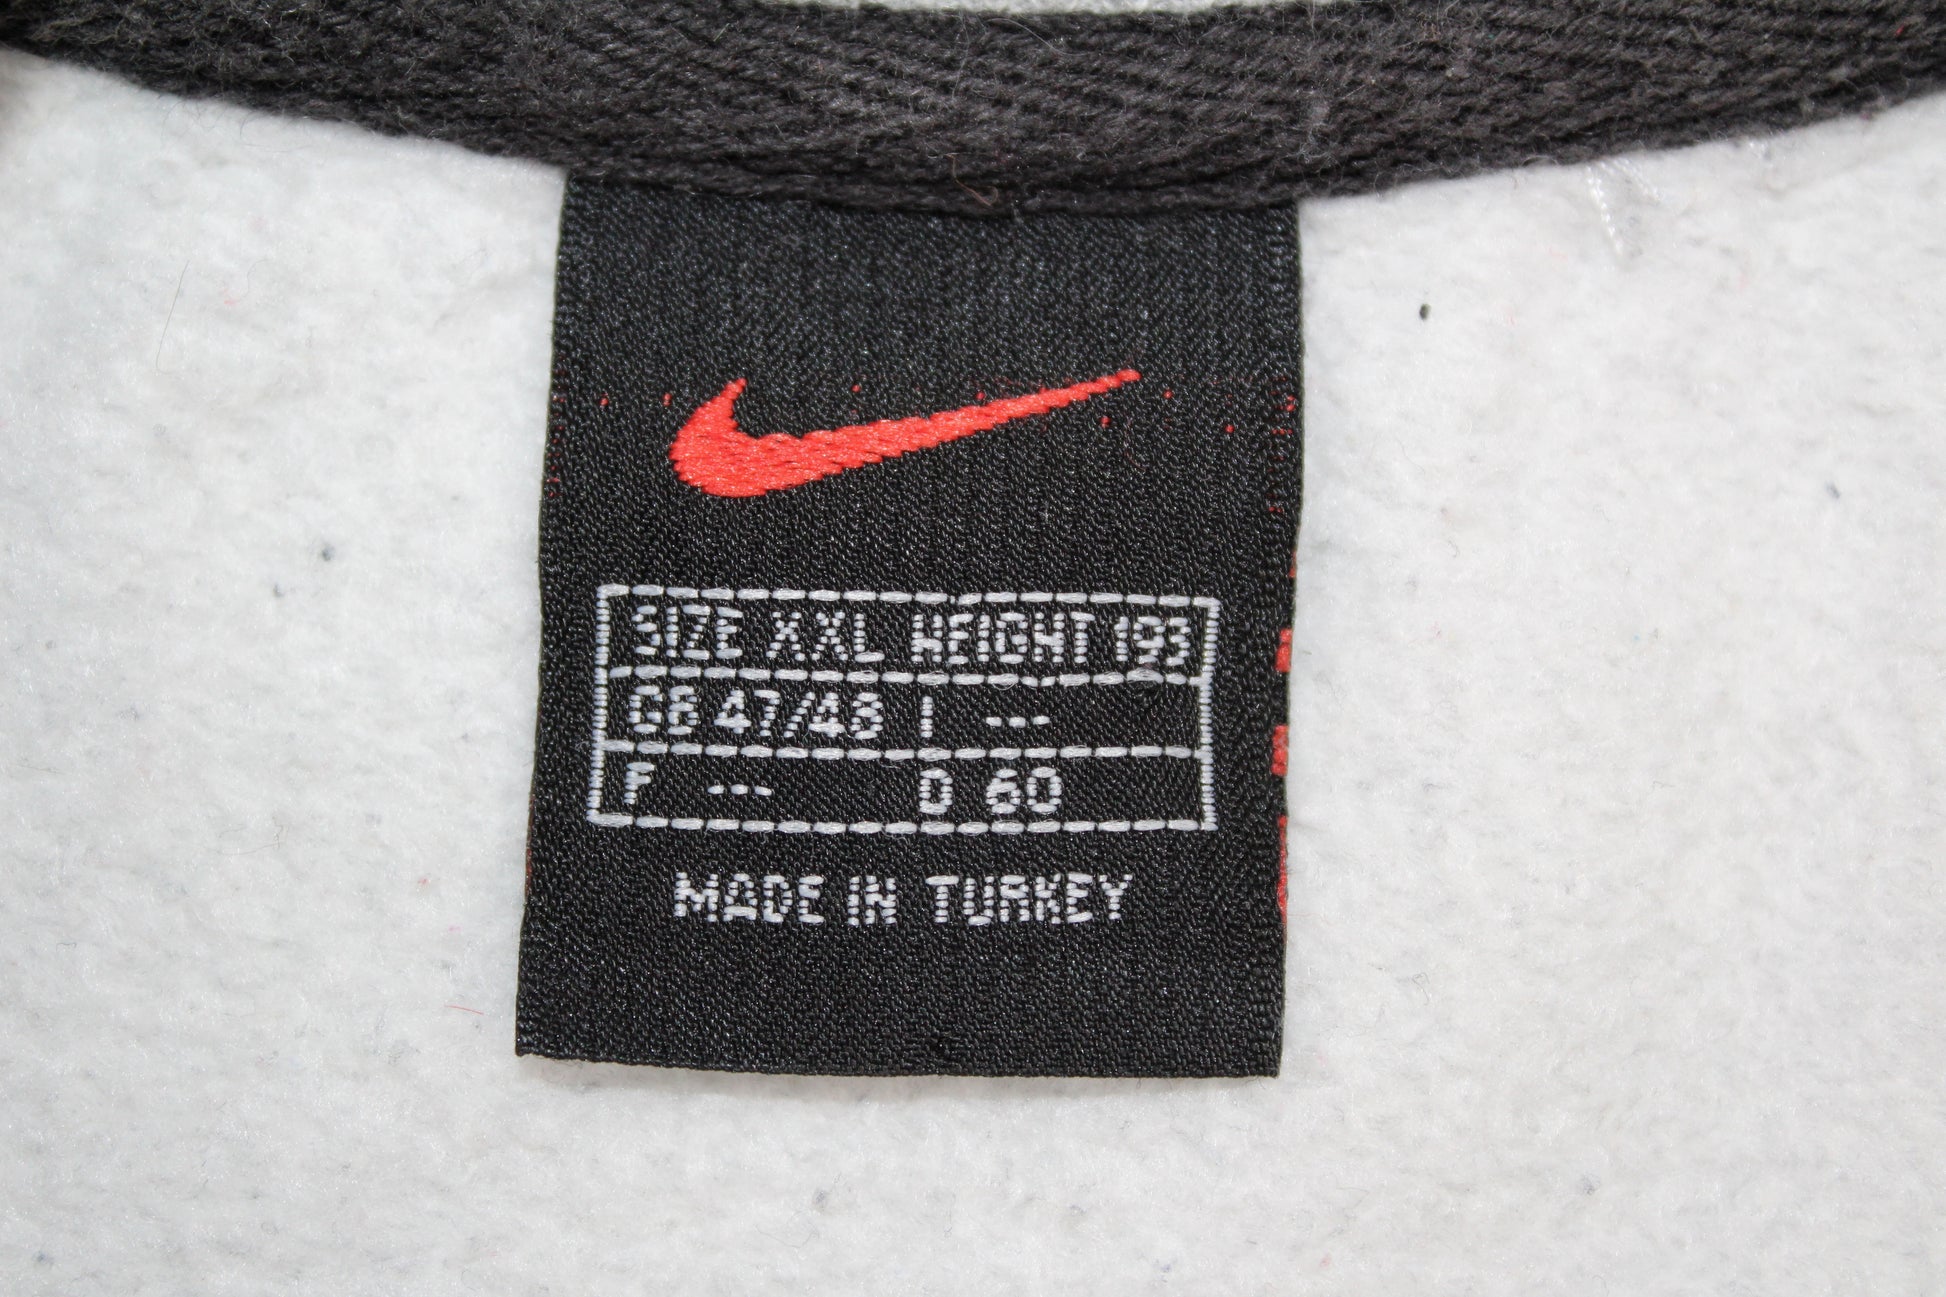 SIZE XXL HEIGHT 193
GB 47/48 I ---
F --- D 60
MADE IN TURKEY